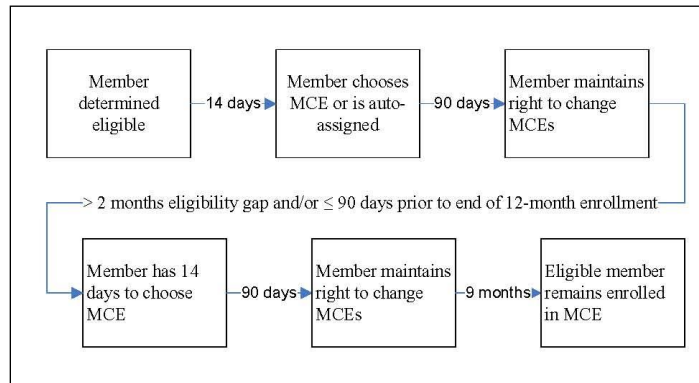 Member
determined
eligible
14 days
Member chooses
MCE or is auto-
assigned
90 days
Member maintains
right to change
MCEs
> 2 months eligibility gap and/or ≤ 90 days prior to end of 12-month enrollment
Member has 14
days to choose
MCE
90 days
Member maintains
right to change
MCEs
9 months
Eligible member
remains enrolled
in MCE